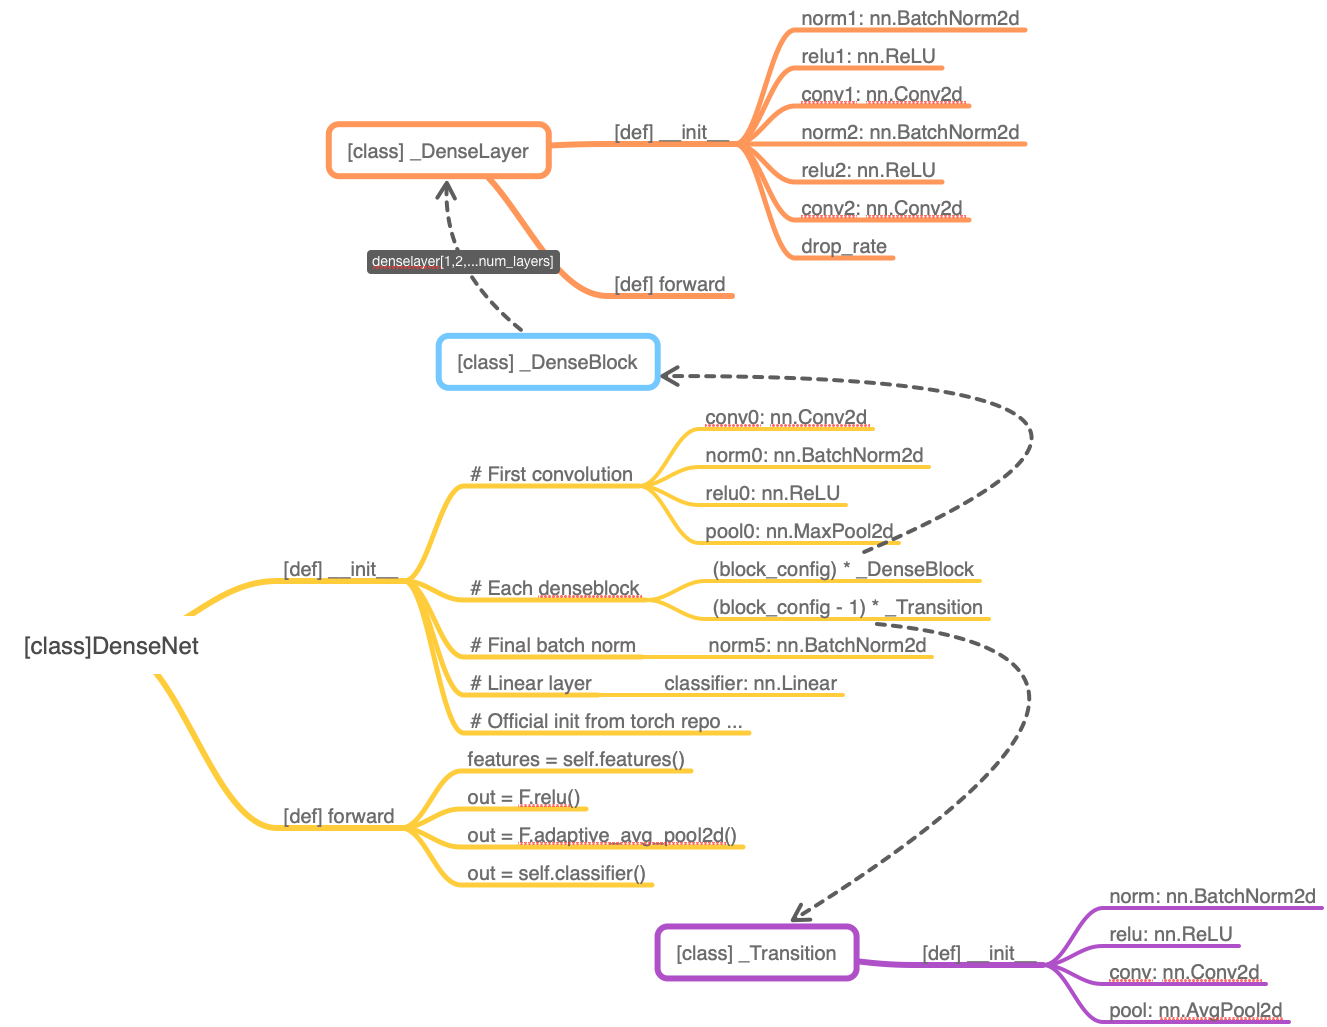 norm1: nn.BatchNorm2d
relu1: nn.ReLU
conv1: nn.Conv2d
[def] __init__
norm2: nn.BatchNorm2d
[class] _DenseLayer
relu2: nn.ReLU
conv2: nn.Conv2d
drop_rate
denselayer[1,2,...num_layers]
[def] forward
[class] _DenseBlock
conv0: nn.Conv2d
norm0: nn.BatchNorm2d
# First convolution
relu0: nn.ReLU
pool0: nn.MaxPool2d
[def] __init__
(block_config) * _DenseBlock
# Each denseblock
(block_config - 1) * _Transition
[class]DenseNet
# Final batch norm
norm5: nn.BatchNorm2d
# Linear layer
classifier: nn.Linear
# Official init from torch repo ...
features = self.features()
out = F.relu()
[def] forward
out = F.adaptive_avg_pool2d()
out = self.classifier()
norm: nn.BatchNorm2d
relu: nn.ReLU
[class] _Transition
[def] __init__
conv: nn.Conv2d
pool: nn.AvgPool2d